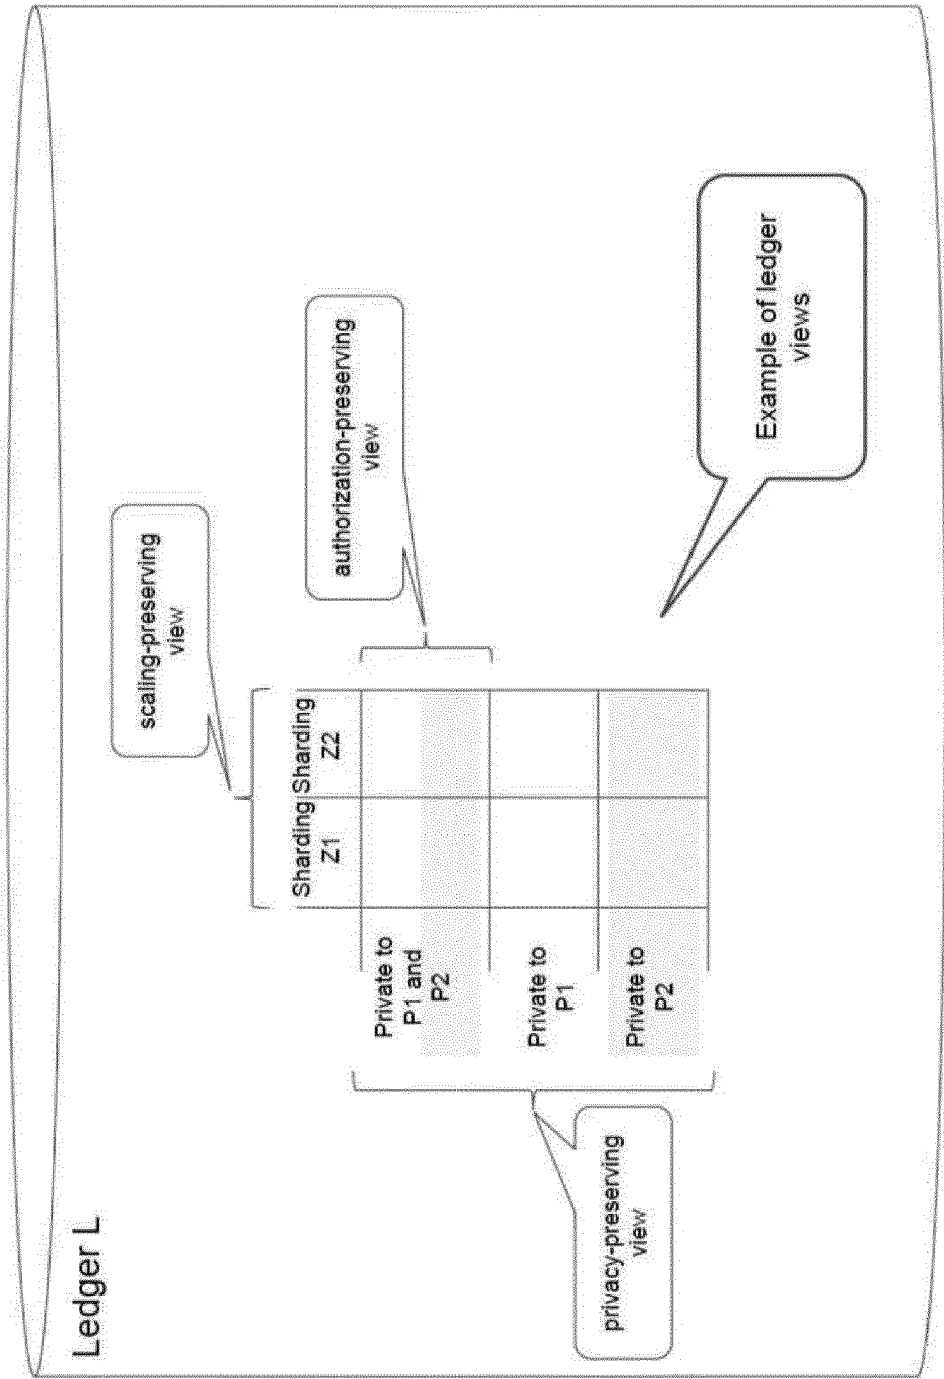 Ledger L
scaling-preserving
view
authorization-preserving
view
Sharding
Z1
Sharding
Z2
Private to
P1 and
P2
Private to
P1
Private to
P2
privacy-preserving
view
Example of ledger
views